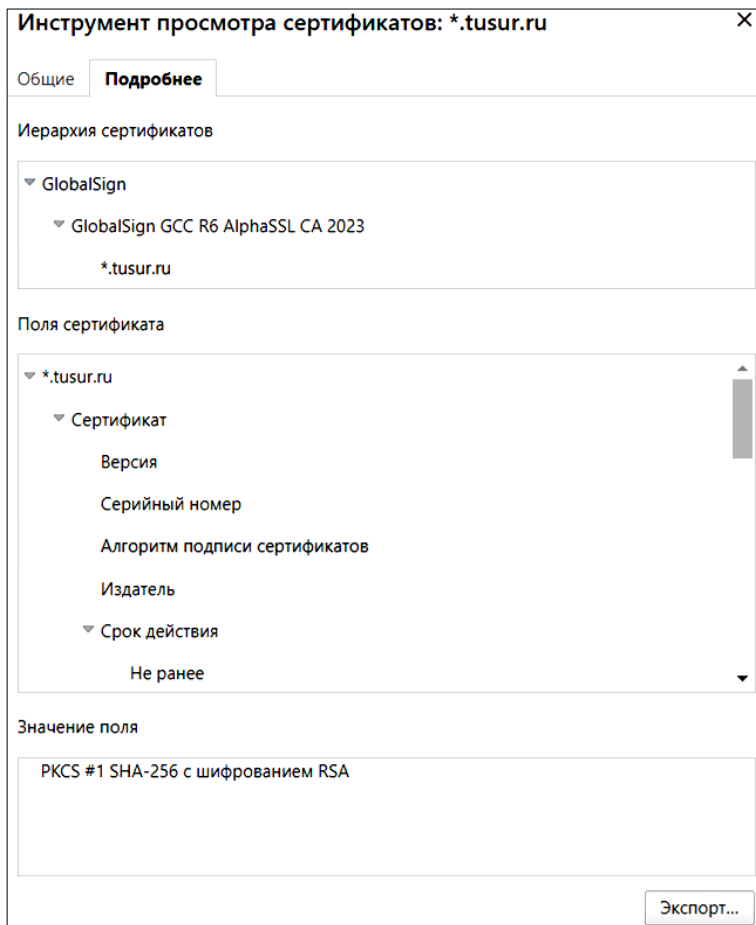 Инструмент просмотра сертификатов: *.tusur.ru
Общие Подробнее
Иерархия сертификатов
GlobalSign
GlobalSign GCC R6 AlphaSSL CA 2023
*.tusur.ru
Поля сертификата
*.tusur.ru
Сертификат
Версия
Серийный номер
Алгоритм подписи сертификатов
Издатель
Срок действия
Не ранее
Значение поля
PKCS #1 SHA-256 с шифрованием RSA
Экспорт...